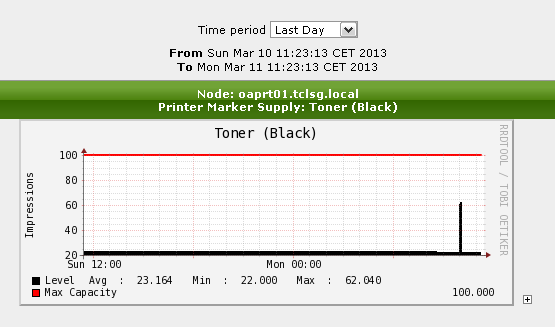 Time period Last Day
From Sun Mar 10 11:23:13 CET 2013
To Mon Mar 11 11:23:13 CET 2013
Node: oaprt01.tclsg.local
Printer Marker Supply: Toner (Black)
Toner (Black)
RRDTOOL / TOBI OETIKER
Impressions
100
80
60
40
20
Sun 12:00 Mon 00:00
Level Avg : 23.164 Min : 22.000 Max : 62.040
Max Capacity 100.000